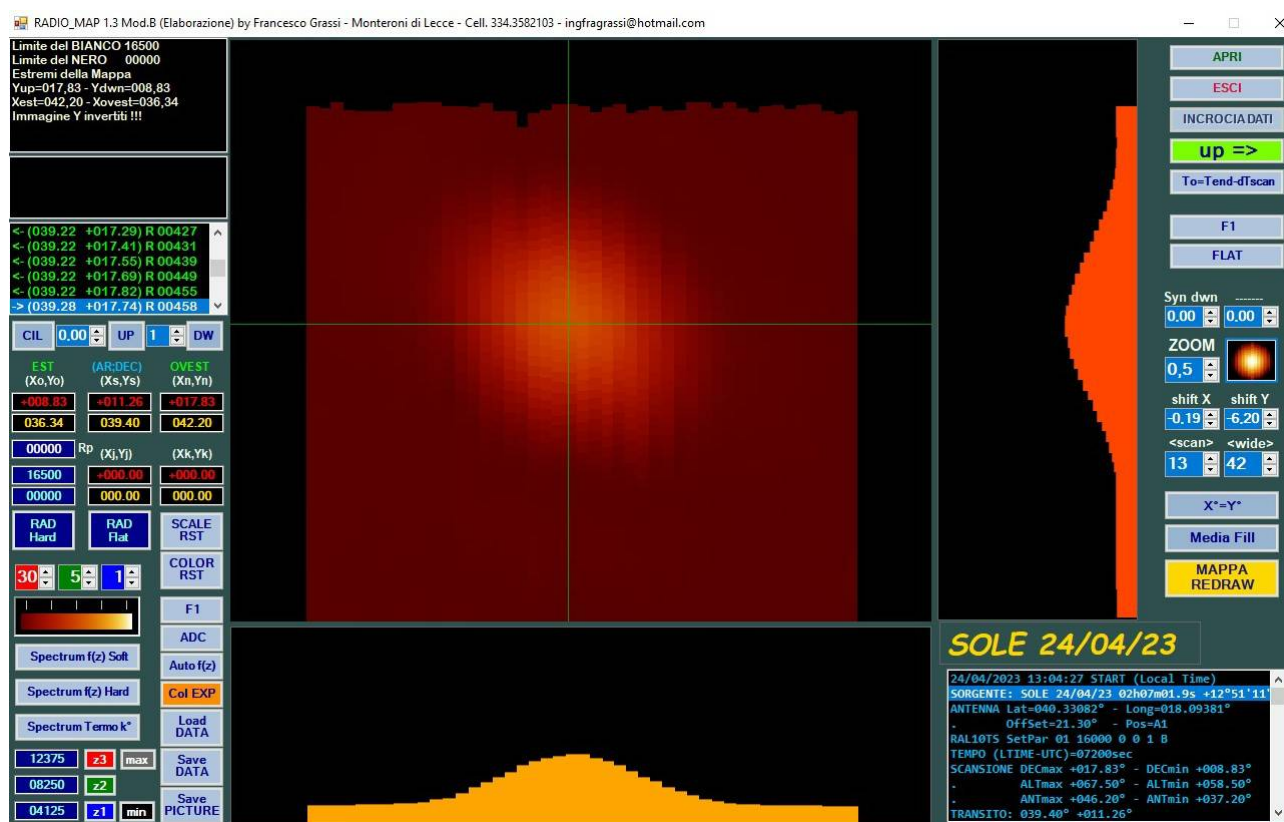 RADIO_MAP 1.3 Mod.B (Elaborazione) by Francesco Grassi - Monteroni di Lecce - Cell. 334.3582103 - ingfragrassi@hotmail.com
Limite del BIANCO 16500
Limite del NERO 00000
Estremi della Mappa
Yup=017,83 - Ydwn=008,83
Xest=042,20 - Xovest=036,34
Immagine Y invertiti !!!
<- (039.22 +017.29) R 00427
<- (039.22 +017.41) R 00431
<- (039.22 +017.55) R 00439
<- (039.22 +017.69) R 00449
<- (039.22 +017.82) R 00455
-> (039.28 +017.74) R 00458
CIL 0,00 UP 1 DW
EST (AR;DEC) OVEST
(Xo,Yo) (Xs,Ys) (Xn,Yn)
+008.83 +011.26 +017.83
036.34 039.40 042.20
00000 Rp (Xj,Yj) (Xk,Yk)
16500 +000.00 +000.00
00000 000.00 000.00
RAD Hard
RAD Flat
SCALE RST
COLOR RST
30 5 1
F1
ADC
Spectrum f(z) Soft
Auto f(z)
Spectrum f(z) Hard
Col EXP
Spectrum Termo k°
Load DATA
12375 z3 max
Save DATA
08250 z2
04125 z1 min
Save PICTURE
APRI
ESCI
INCROCIA DATI
up =>
To=Tend-dTscan
F1
FLAT
Syn dwn -------
0,00 0,00
ZOOM
0,5
shift X shift Y
-0,19 -6,20
<scan> <wide>
13 42
X°=Y°
Media Fill
MAPPA REDRAW
SOLE 24/04/23
24/04/2023 13:04:27 START (Local Time)
SORGENTE: SOLE 24/04/23 02h07m01.9s +12°51'11'
ANTENNA Lat=040.33082° - Long=018.09381°
. OffSet=21.30° - Pos=A1
RAL10TS SetPar 01 16000 0 0 1 B
TEMPO (LTIME-UTC)=07200sec
SCANSIONE DECmax +017.83° - DECmin +008.83°
. ALTmax +067.50° - ALTmin +058.50°
. ANTmax +046.20° - ANTmin +037.20°
TRANSITO: 039.40° +011.26°